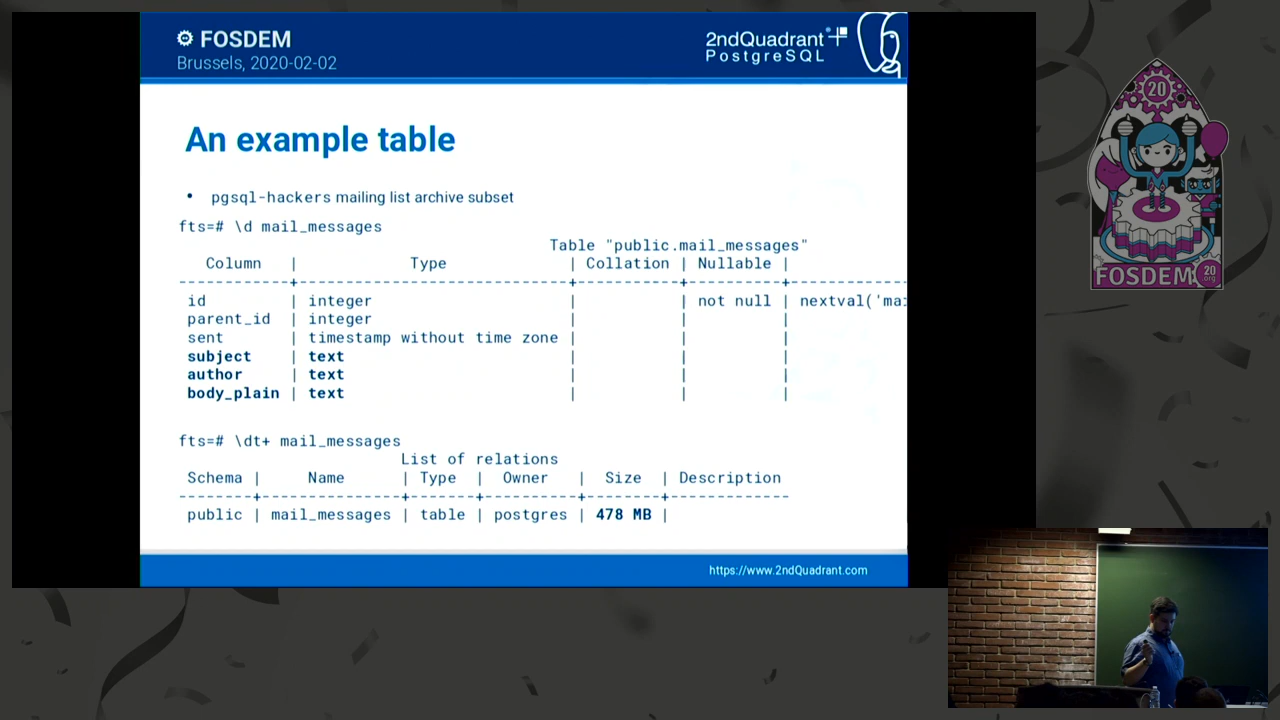 FOSDEM
Brussels, 2020-02-02
2ndQuadrant
PostgreSQL
An example table
• pgsql-hackers mailing list archive subset
fts=# \d mail_messages
Table "public.mail_messages"
Column | Type | Collation | Nullable |
---------------+-----------------------------+-----------+----------+-------------
id | integer | | not null | nextval('mai
parent_id | integer | | |
sent | timestamp without time zone | | |
subject | text | | |
author | text | | |
body_plain | text | | |
fts=# \dt+ mail_messages
List of relations
Schema | Name | Type | Owner | Size | Description
--------+---------------+-------+----------+--------+-------------
public | mail_messages | table | postgres | 478 MB |
https://www.2ndQuadrant.com
20
FOSDEM
20
.org